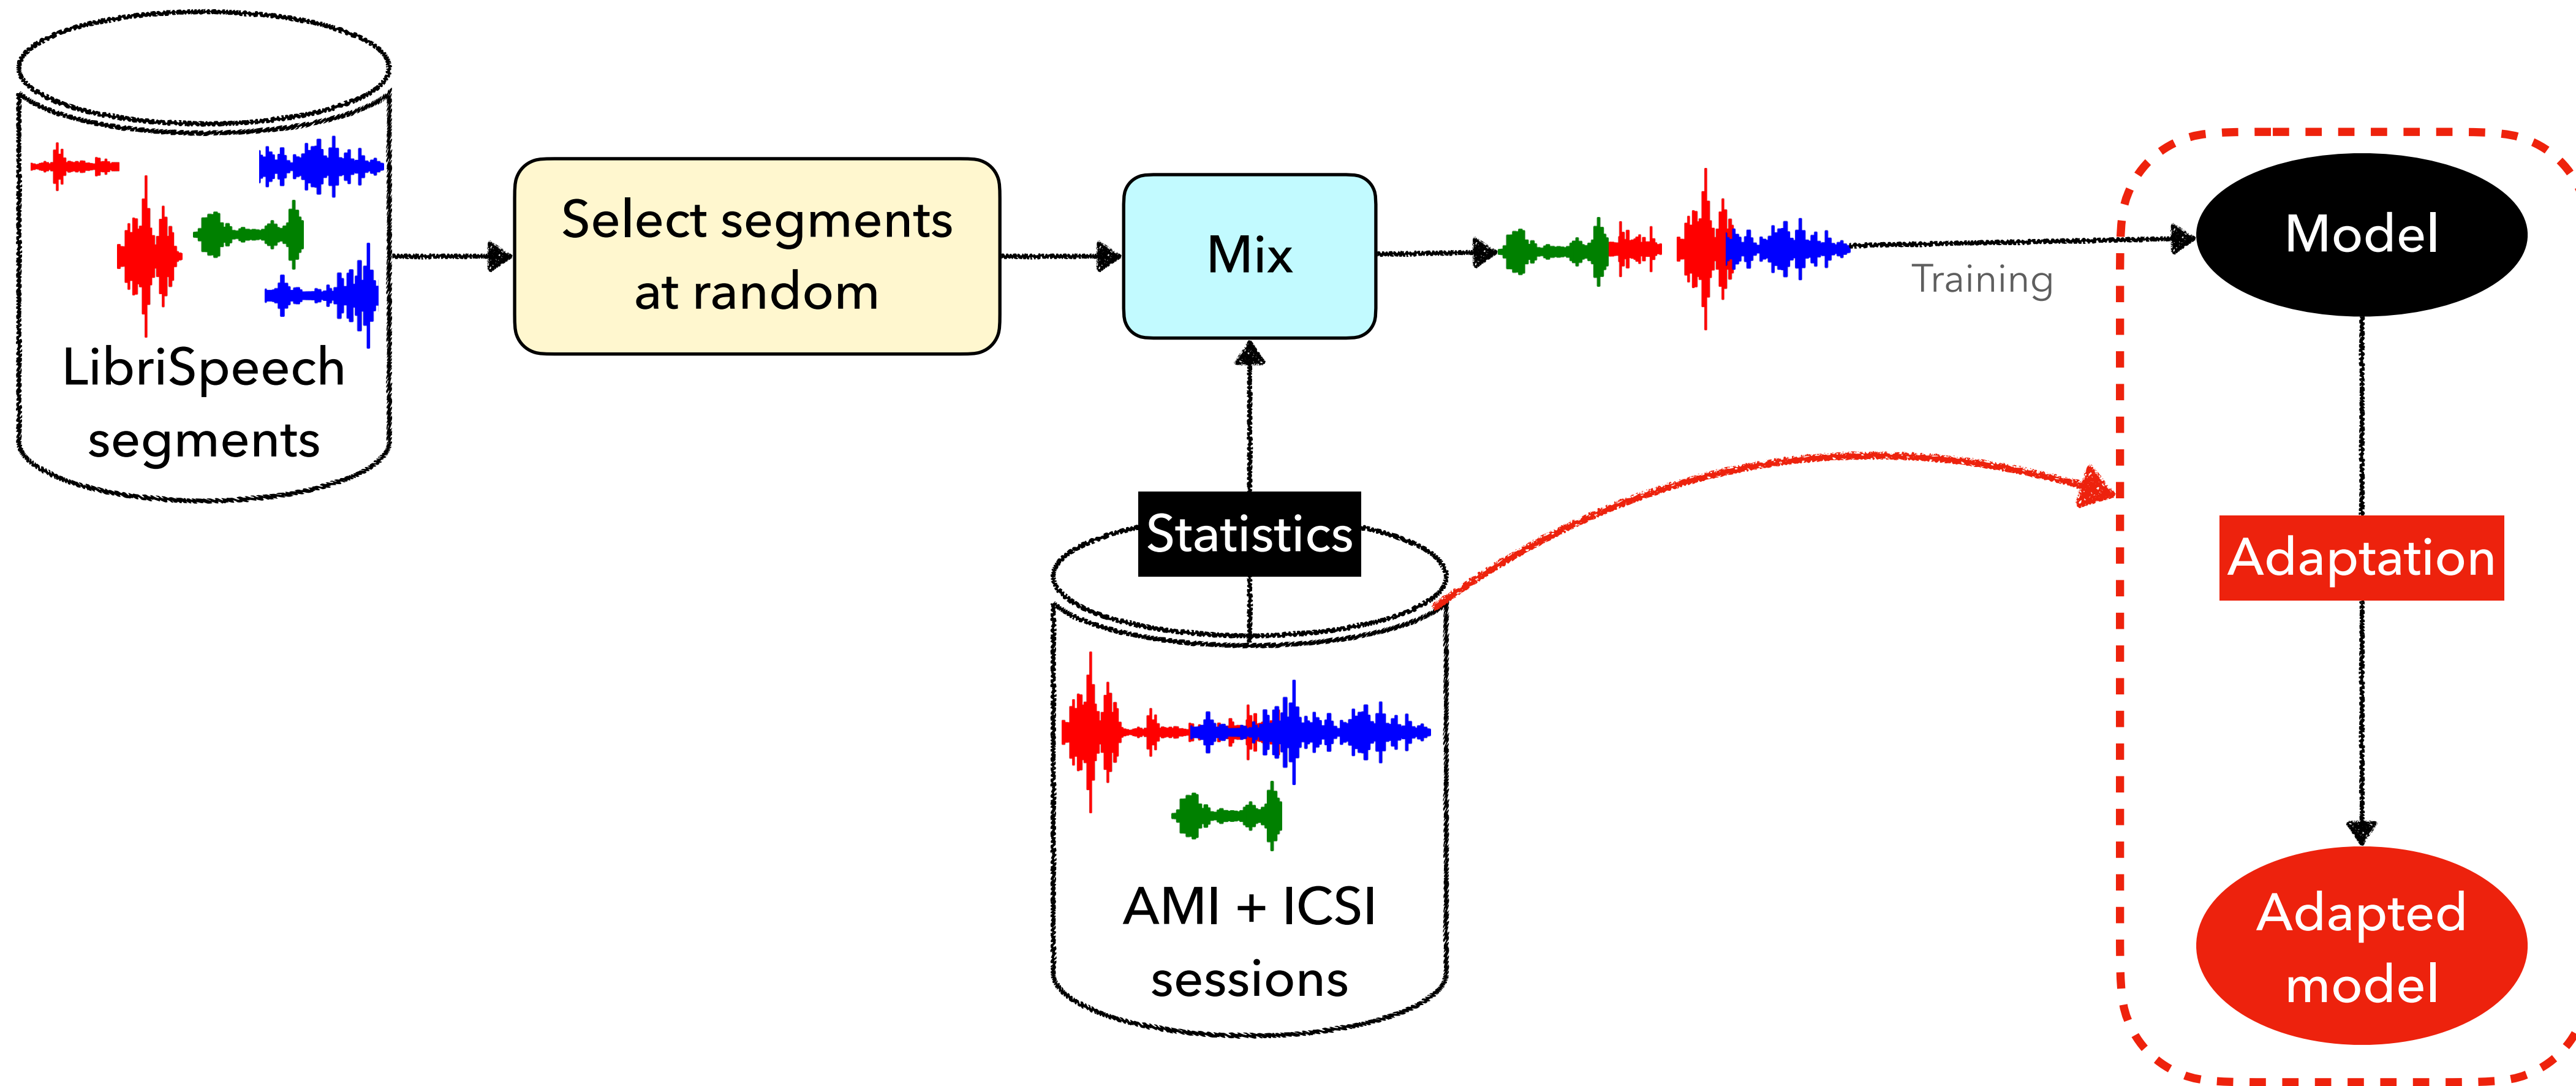 LibriSpeech
segments
Select segments
at random
Mix
Training
Model
Statistics
Adaptation
AMI + ICSI
sessions
Adapted
model